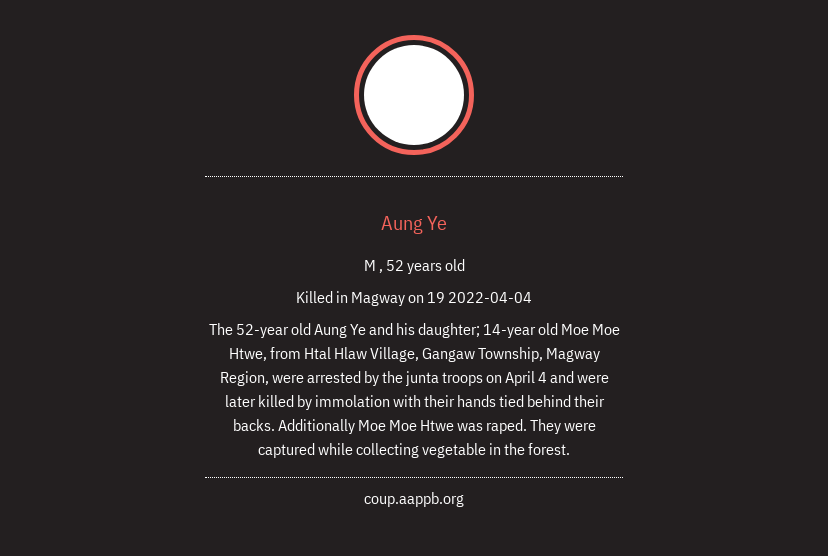 Aung Ye
M , 52 years old
Killed in Magway on 19 2022-04-04
The 52-year old Aung Ye and his daughter; 14-year old Moe Moe
Htwe, from Htal Hlaw Village, Gangaw Township, Magway
Region, were arrested by the junta troops on April 4 and were
later killed by immolation with their hands tied behind their
backs. Additionally Moe Moe Htwe was raped. They were
captured while collecting vegetable in the forest.
coup.aappb.org